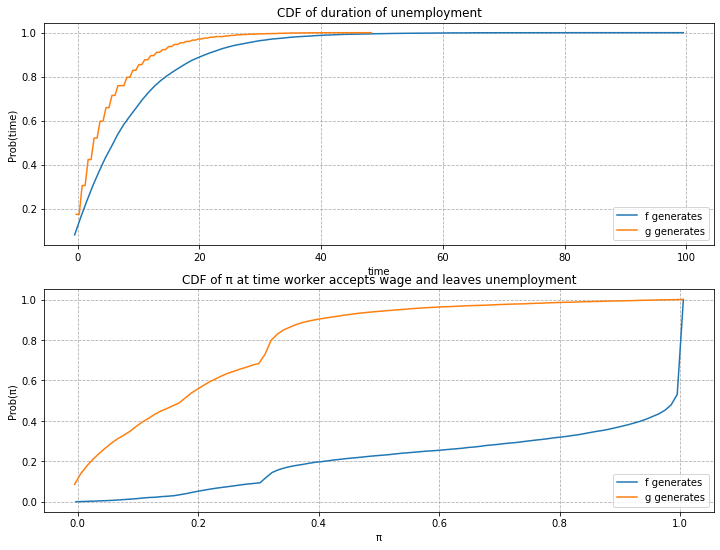 CDF of duration of unemployment
1.0
0.8
0.6
0.4
0.2
Prob(time)
f generates
g generates
0 20 40 60 80 100
time
CDF of π at time worker accepts wage and leaves unemployment
1.0
0.8
0.6
0.4
0.2
0.0
Prob(π)
f generates
g generates
0.0 0.2 0.4 0.6 0.8 1.0
π